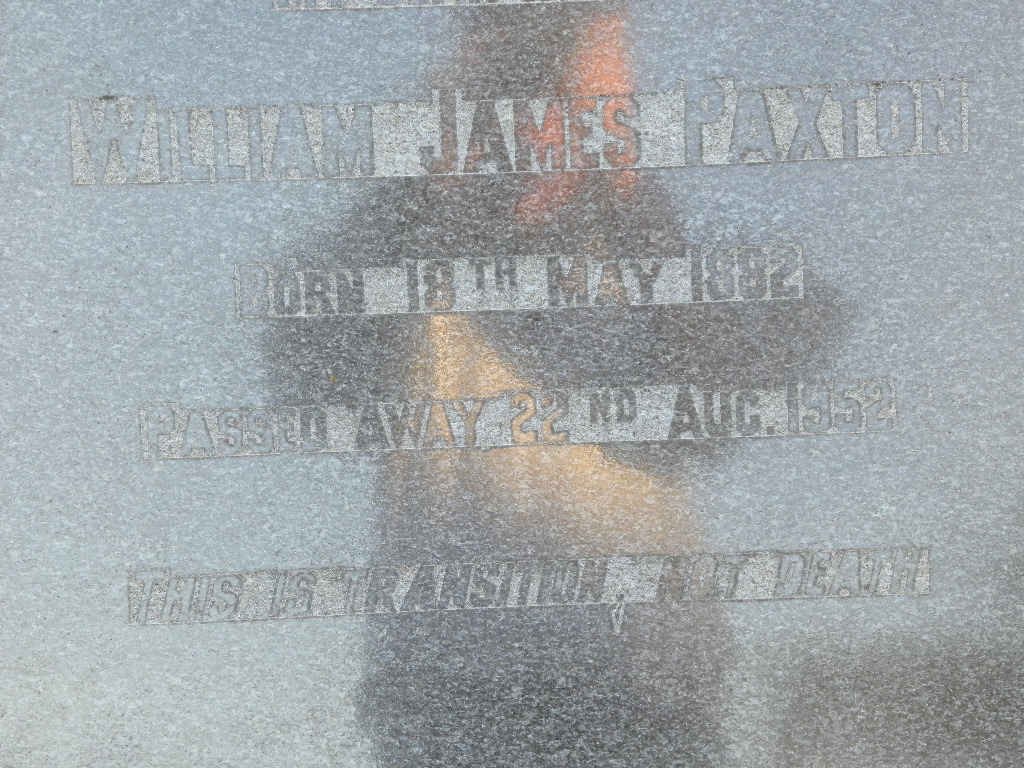 WILLIAM JAMES PAXTON
BORN 18TH MAY 1882
PASSED AWAY 22ND AUG. 1952
THIS IS TRANSITION, NOT DEATH